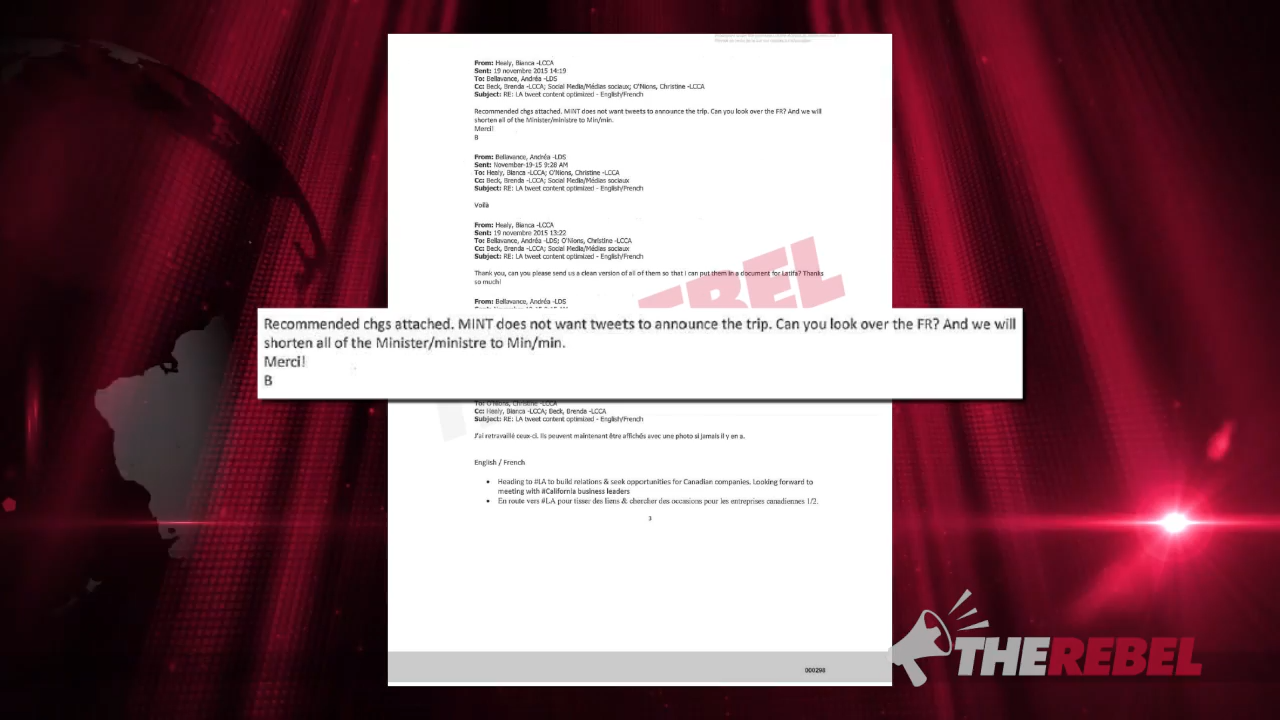 From: Healy, Bianca -LCCA
Sent: 19 novembre 2015 14:19
To: Bellavance, Andréa -LDS
Cc: Beck, Brenda -LCCA; Social Media/Médias sociaux; O'Nions, Christine -LCCA
Subject: RE: LA tweet content optimized - English/French
Recommended chgs attached. MINT does not want tweets to announce the trip. Can you look over the FR? And we will
shorten all of the Minister/ministre to Min/min.
Merci!
B
From: Bellavance, Andréa -LDS
Sent: November-19-15 9:28 AM
To: Healy, Bianca -LCCA; O'Nions, Christine -LCCA
Cc: Beck, Brenda -LCCA; Social Media/Médias sociaux
Subject: RE: LA tweet content optimized - English/French
Voilà
From: Healy, Bianca -LCCA
Sent: 19 novembre 2015 13:22
To: Bellavance, Andréa -LDS; O'Nions, Christine -LCCA
Cc: Beck, Brenda -LCCA; Social Media/Médias sociaux
Subject: RE: LA tweet content optimized - English/French
Thank you, can you please send us a clean version of all of them so that I can put them in a document for Latifa? Thanks
so much!
From: Bellavance, Andréa -LDS
Recommended chgs attached. MINT does not want tweets to announce the trip. Can you look over the FR? And we will
shorten all of the Minister/ministre to Min/min.
Merci!
B
To: O'Nions, Christine -LCCA
Cc: Healy, Bianca -LCCA; Beck, Brenda -LCCA
Subject: RE: LA tweet content optimized - English/French
J'ai retravaillé ceux-ci. Ils peuvent maintenant être affichés avec une photo si jamais il y en a.
English / French
• Heading to #LA to build relations & seek opportunities for Canadian companies. Looking forward to
meeting with #California business leaders
• En route vers #LA pour tisser des liens & chercher des occasions pour les entreprises canadiennes 1/2.
3
000298
THEREBEL